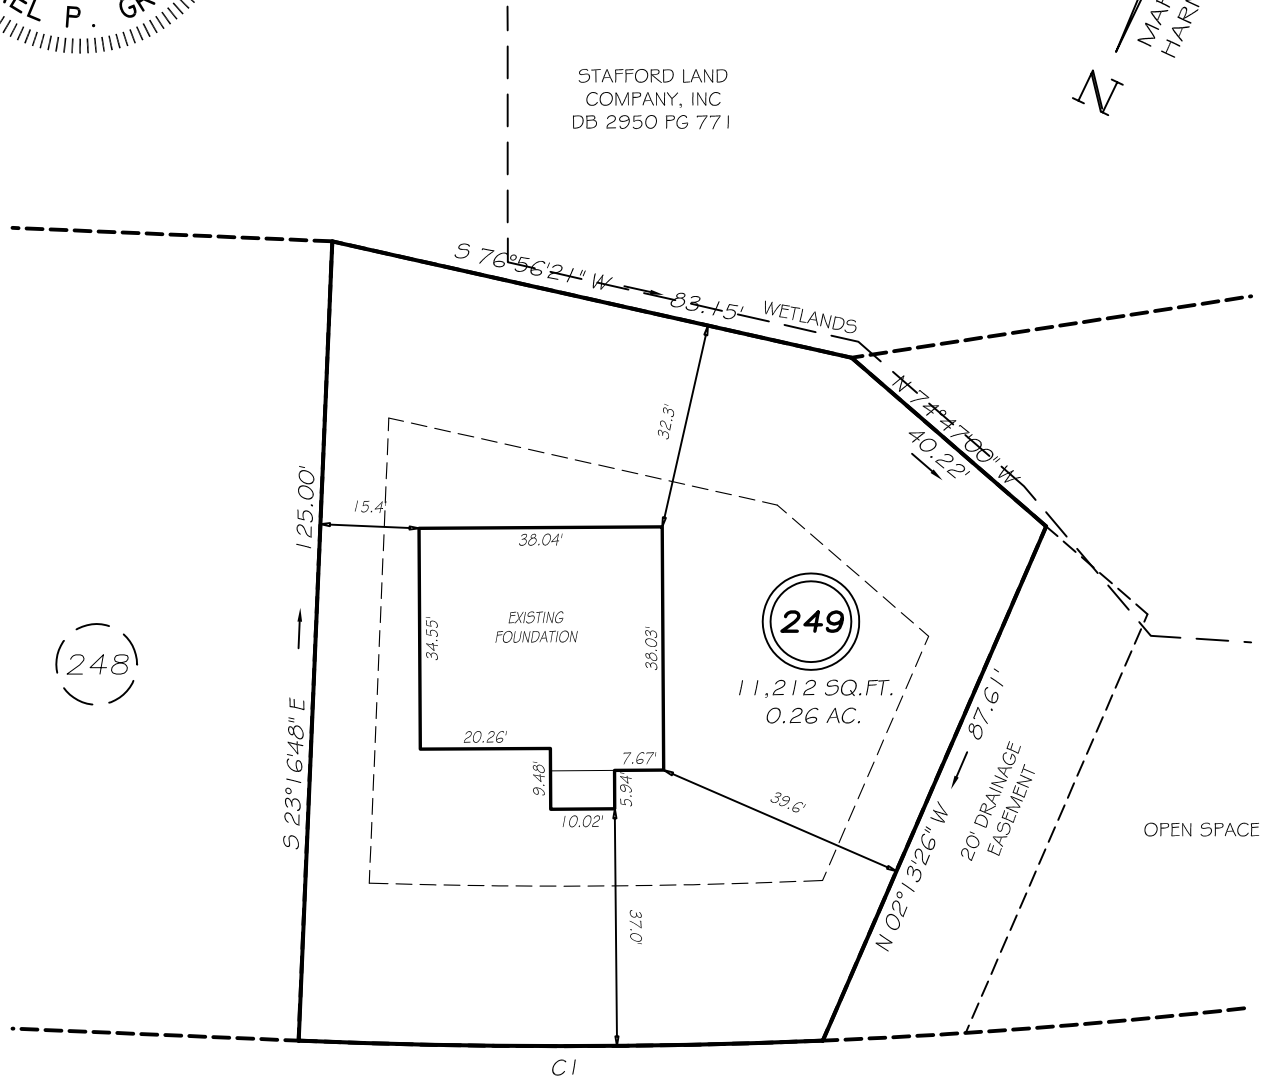 P. GR
N
MAP
HARN
STAFFORD LAND
COMPANY, INC
DB 2950 PG 771
S 76°56'21" W
83.15'
WETLANDS
N 74°47'00" W
40.22'
32.3'
125.00'
15.4'
38.04'
EXISTING
FOUNDATION
34.55'
38.03'
249
11,212 SQ.FT.
0.26 AC.
248
S 23°16'48" E
20.26'
7.67'
9.48'
5.94'
10.02'
39.6'
87.61'
N 02°13'26" W
20' DRAINAGE
EASEMENT
OPEN SPACE
37.0'
C1